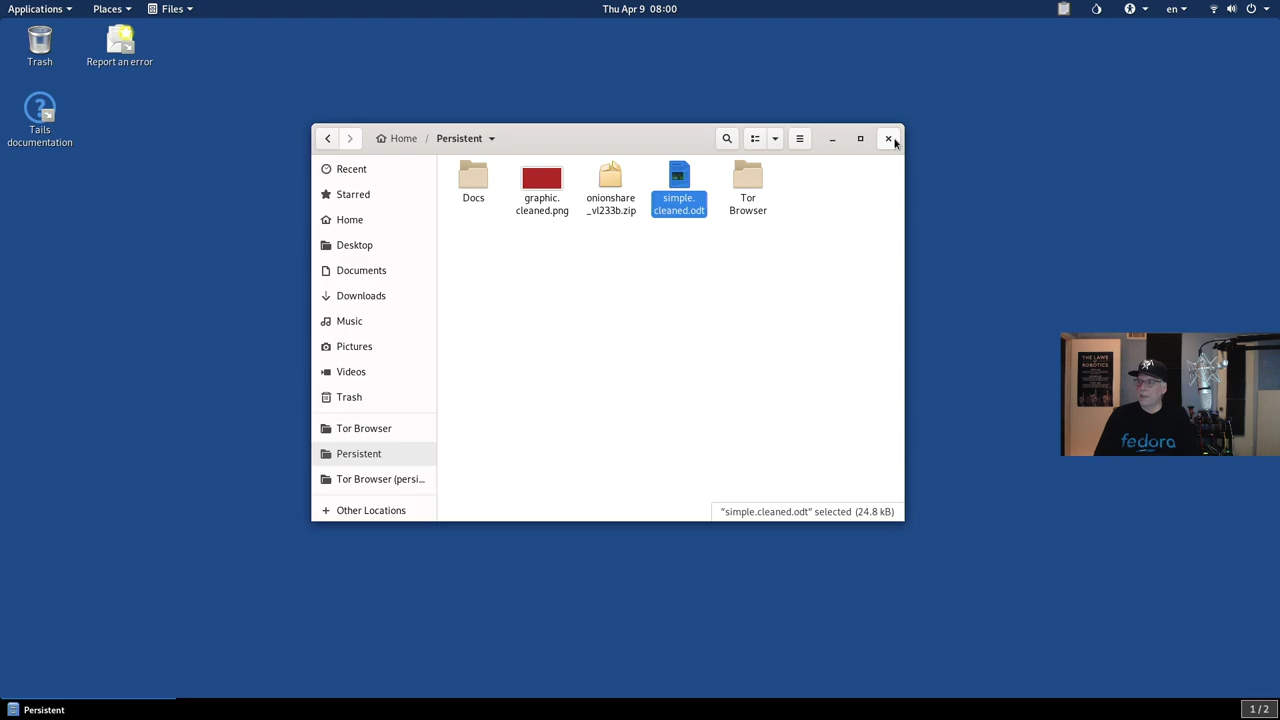 Applications Places Files Thu Apr 9 08:00 en
Trash
Report an error
Tails
documentation
Home / Persistent
Recent
Starred
Home
Desktop
Documents
Downloads
Music
Pictures
Videos
Trash
Tor Browser
Persistent
Tor Browser (persi...
+ Other Locations
Docs
graphic.
cleaned.png
onionshare
_vl233b.zip
simple.
cleaned.odt
Tor
Browser
"simple.cleaned.odt" selected (24.8 kB)
THE LAWS
OF
ROBOTICS
fedora
Persistent
1 / 2